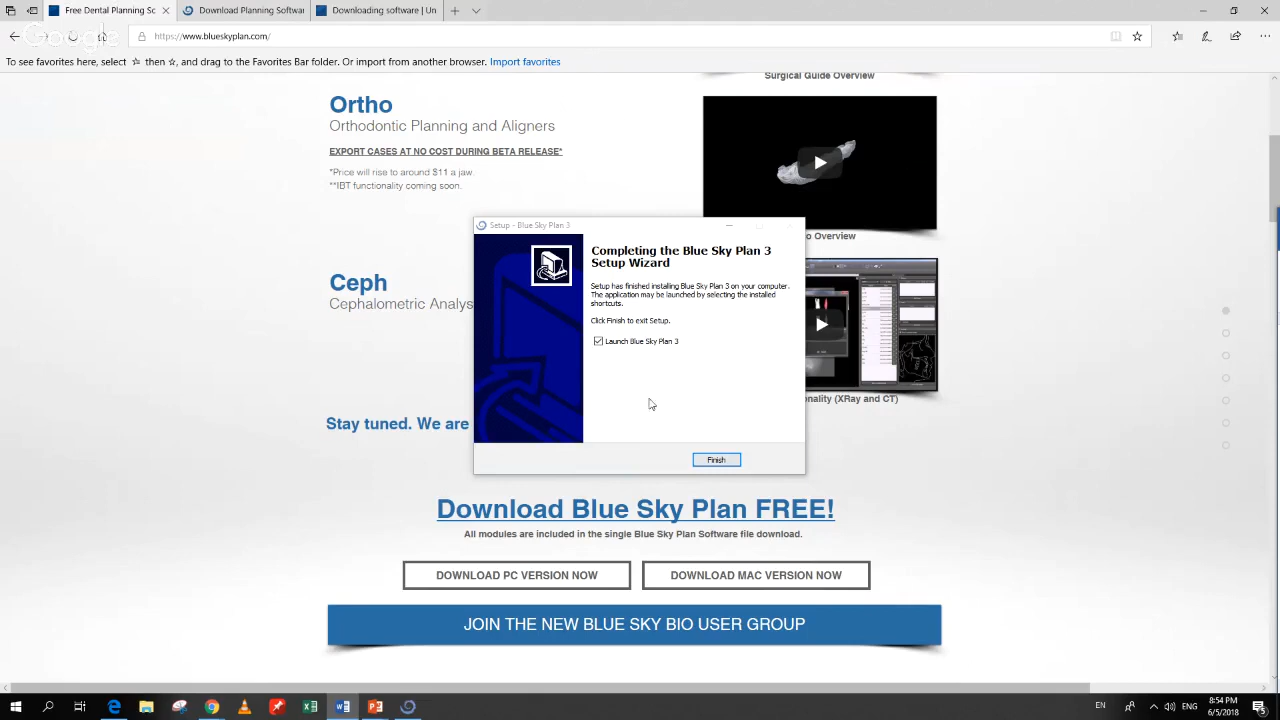 Free Dental Planning So
Download Planning Softwar
Downloading software | Un
https://www.blueskyplan.com/
To see favorites here, select ☆ then ☆, and drag to the Favorites Bar folder. Or import from another browser. Import favorites
Surgical Guide Overview
Ortho
Orthodontic Planning and Aligners
EXPORT CASES AT NO COST DURING BETA RELEASE*
*Price will rise to around $11 a jaw.
**IBT functionality coming soon.
o Overview
Setup - Blue Sky Plan 3
Completing the Blue Sky Plan 3
Setup Wizard
Setup has finished installing Blue Sky Plan 3 on your computer.
The application may be launched by selecting the installed
shortcuts.
Click Finish to exit Setup.
Launch Blue Sky Plan 3
Finish
Ceph
Cephalometric Analys
onality (XRay and CT)
Stay tuned. We are
Download Blue Sky Plan FREE!
All modules are included in the single Blue Sky Plan Software file download.
DOWNLOAD PC VERSION NOW
DOWNLOAD MAC VERSION NOW
JOIN THE NEW BLUE SKY BIO USER GROUP
EN
ENG
8:54 PM
6/5/2018